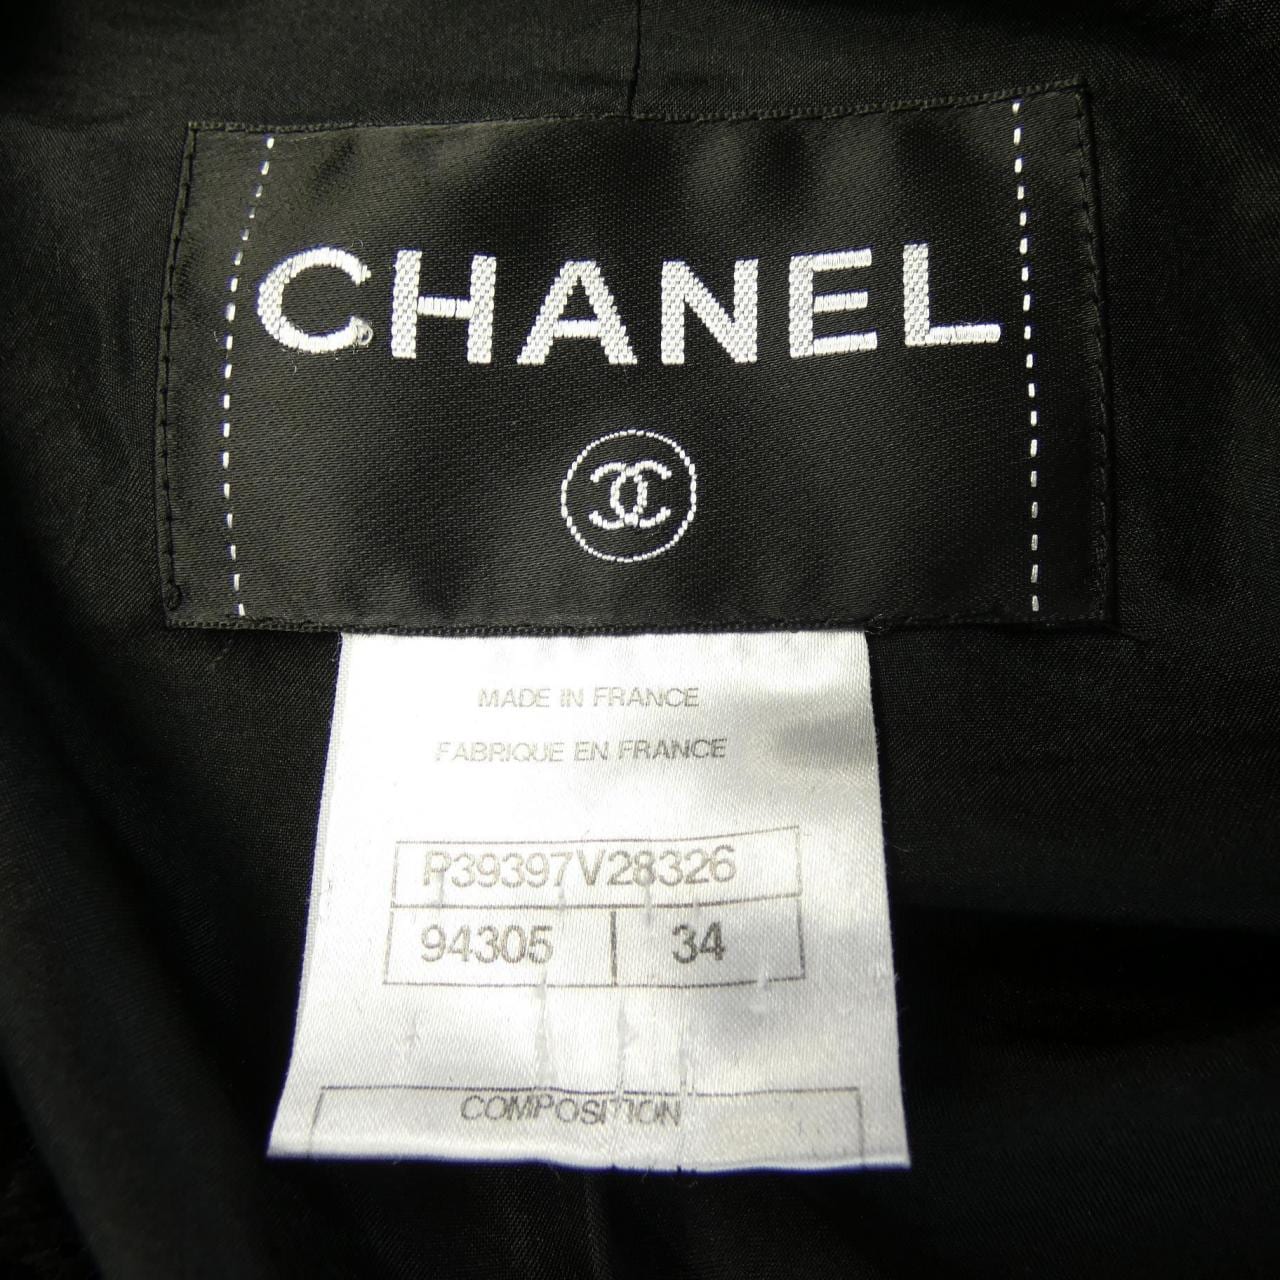 CHANEL
MADE IN FRANCE
FABRIQUE EN FRANCE
P39397V28326
94305 34
COMPOSITION